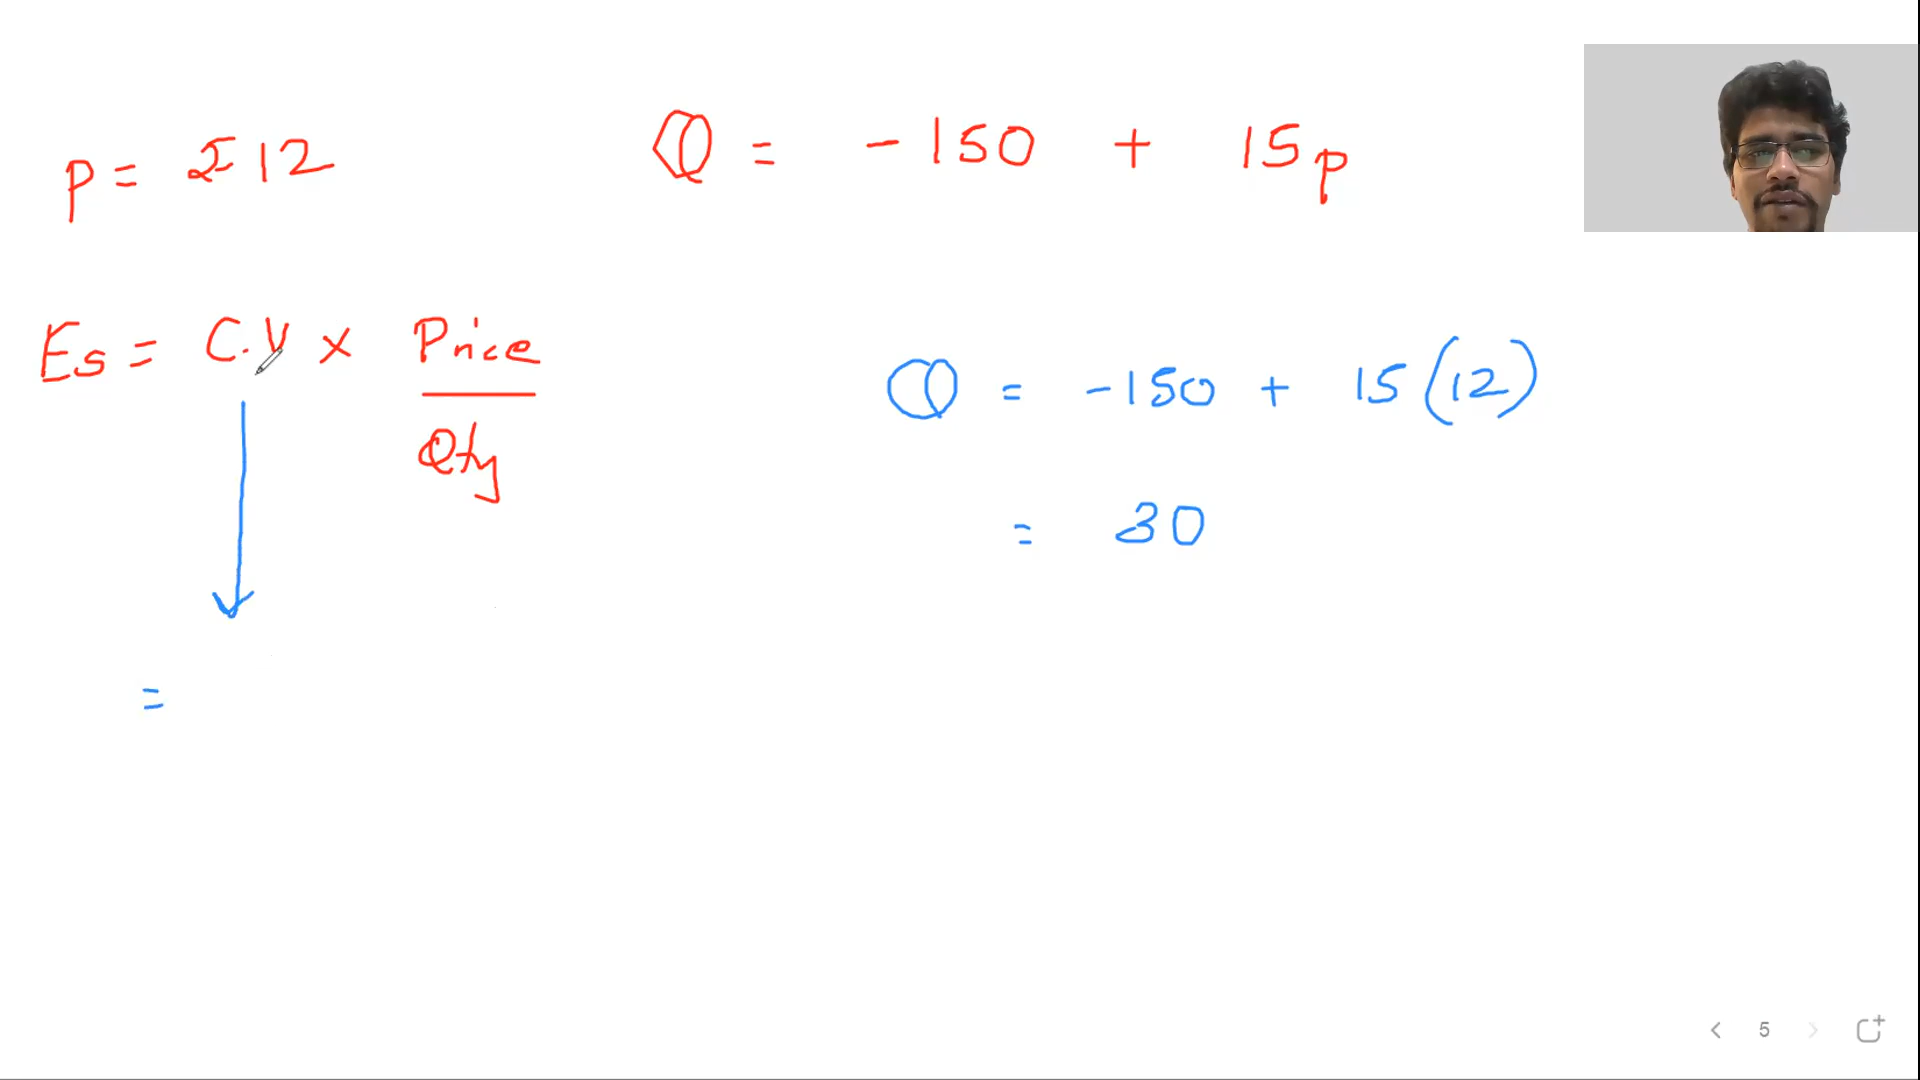 p = ₹12
Q = -150 + 15p
Es = C.V x Price
Qty
Q = -150 + 15(12)
= 30
=
5